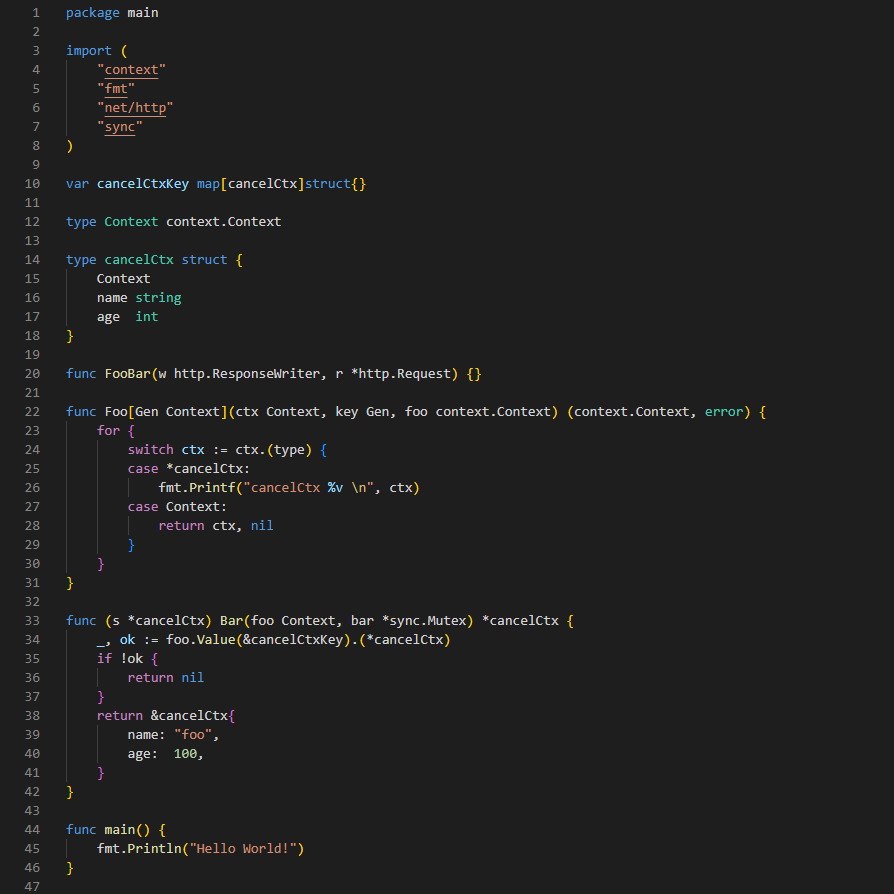 1 package main
2
3 import (
4     "context"
5     "fmt"
6     "net/http"
7     "sync"
8 )
9
10 var cancelCtxKey map[cancelCtx]struct{}
11
12 type Context context.Context
13
14 type cancelCtx struct {
15     Context
16     name string
17     age  int
18 }
19
20 func FooBar(w http.ResponseWriter, r *http.Request) {}
21
22 func Foo[Gen Context](ctx Context, key Gen, foo context.Context) (context.Context, error) {
23     for {
24         switch ctx := ctx.(type) {
25         case *cancelCtx:
26             fmt.Printf("cancelCtx %v \n", ctx)
27         case Context:
28             return ctx, nil
29         }
30     }
31 }
32
33 func (s *cancelCtx) Bar(foo Context, bar *sync.Mutex) *cancelCtx {
34     _, ok := foo.Value(&cancelCtxKey).(*cancelCtx)
35     if !ok {
36         return nil
37     }
38     return &cancelCtx{
39         name: "foo",
40         age:  100,
41     }
42 }
43
44 func main() {
45     fmt.Println("Hello World!")
46 }
47